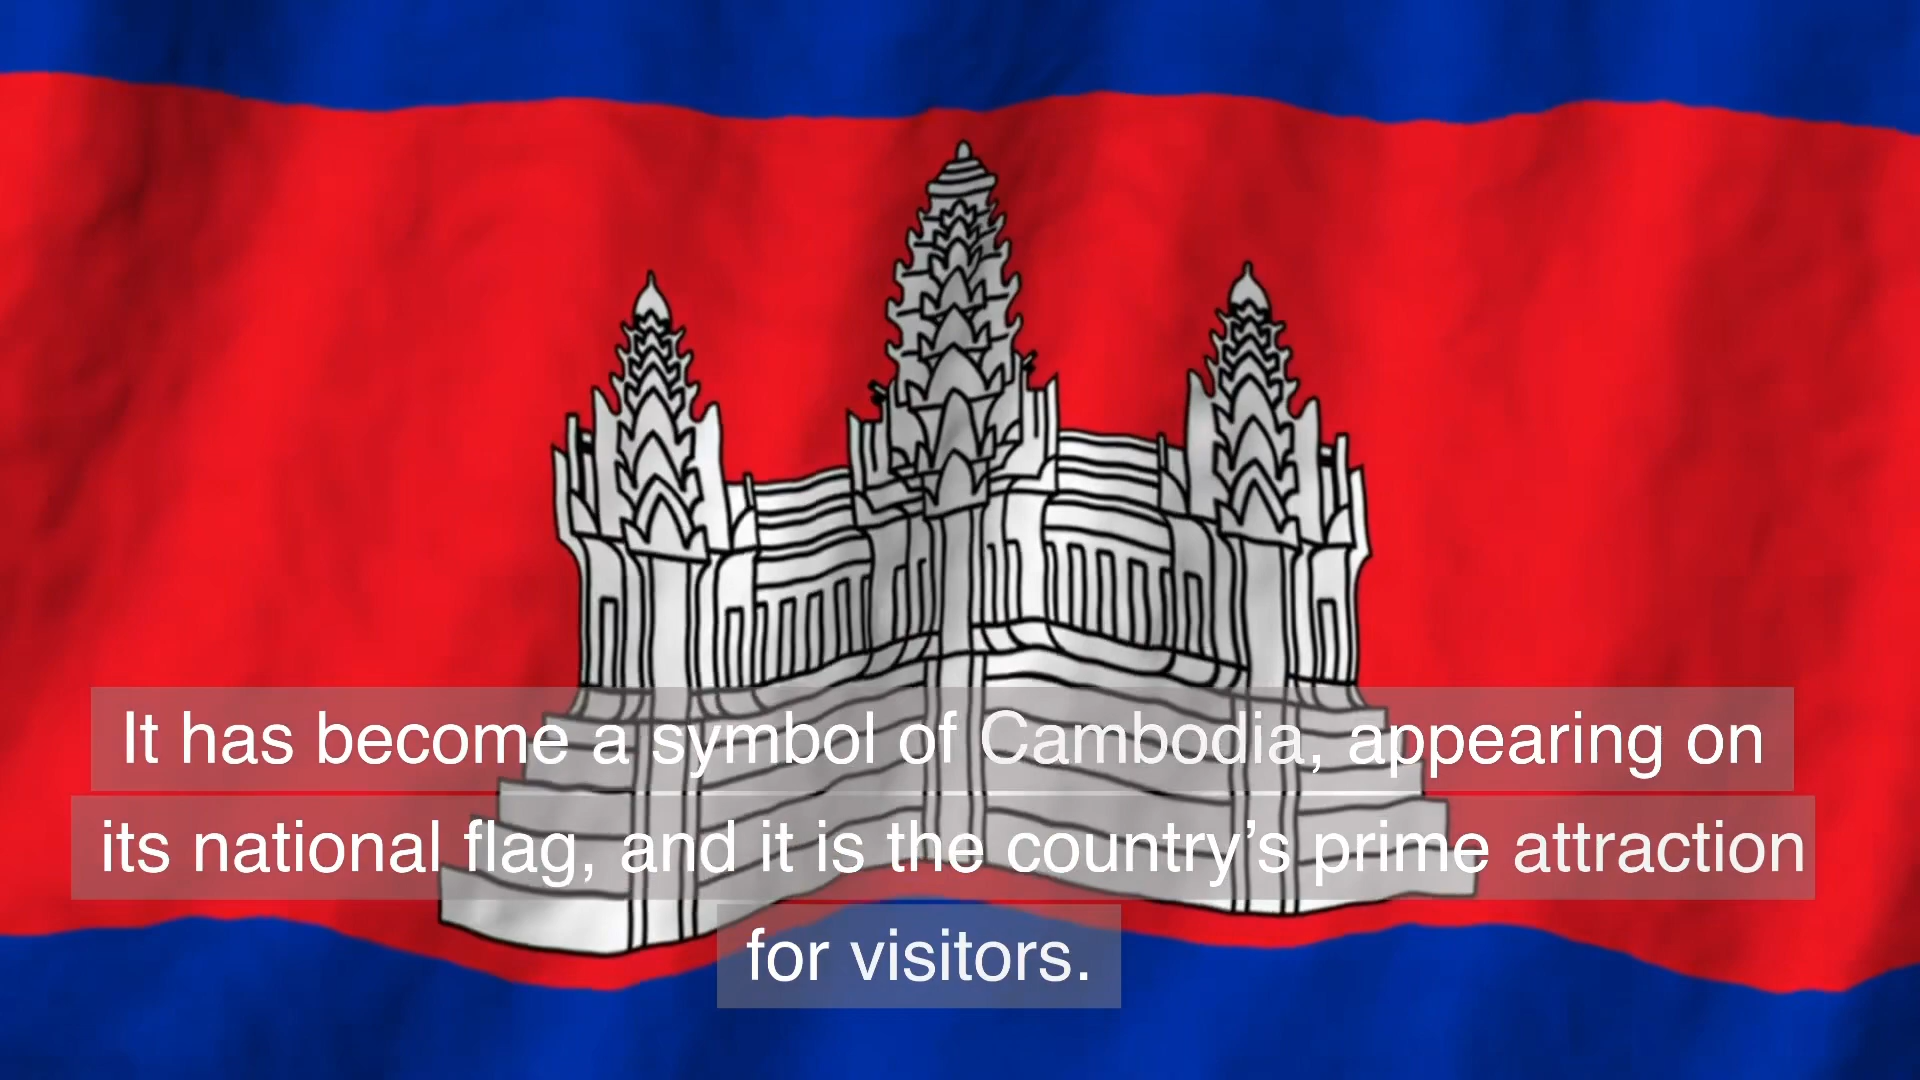 It has become a symbol of Cambodia, appearing on
its national flag, and it is the country’s prime attraction
for visitors.